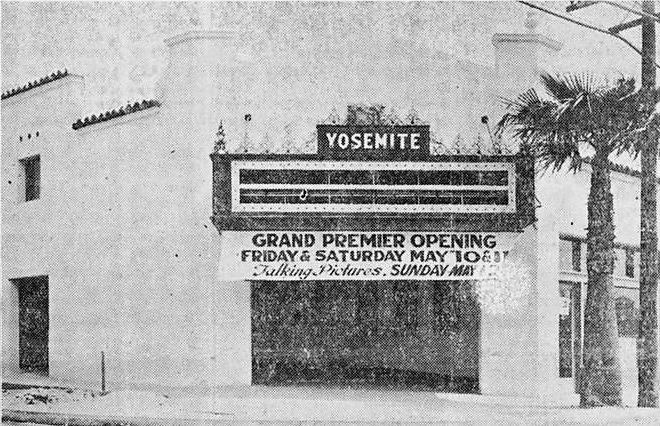 YOSEMITE
GRAND PREMIER OPENING
FRIDAY & SATURDAY MAY 10 &
Talking Pictures. SUNDAY MAY